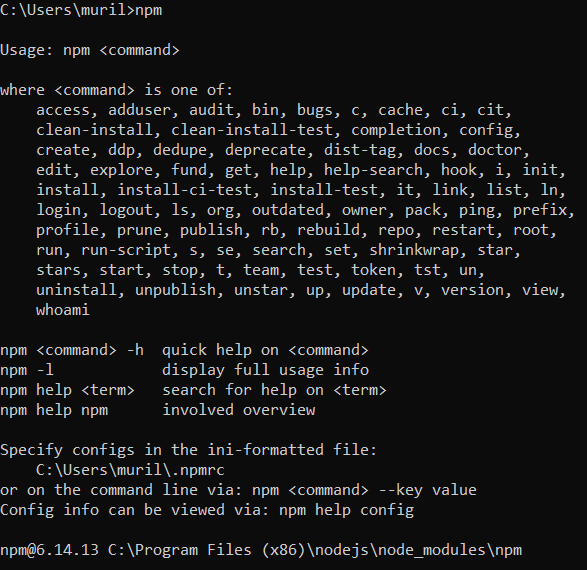 C:\Users\muril>npm
Usage: npm <command>
where <command> is one of:
access, adduser, audit, bin, bugs, c, cache, ci, cit,
clean-install, clean-install-test, completion, config,
create, ddp, dedupe, deprecate, dist-tag, docs, doctor,
edit, explore, fund, get, help, help-search, hook, i, init,
install, install-ci-test, install-test, it, link, list, ln,
login, logout, ls, org, outdated, owner, pack, ping, prefix,
profile, prune, publish, rb, rebuild, repo, restart, root,
run, run-script, s, se, search, set, shrinkwrap, star,
stars, start, stop, t, team, test, token, tst, un,
uninstall, unpublish, unstar, up, update, v, version, view,
whoami
npm <command> -h  quick help on <command>
npm -l            display full usage info
npm help <term>   search for help on <term>
npm help npm      involved overview
Specify configs in the ini-formatted file:
C:\Users\muril\.npmrc
or on the command line via: npm <command> --key value
Config info can be viewed via: npm help config
npm@6.14.13 C:\Program Files (x86)\nodejs\node_modules\npm